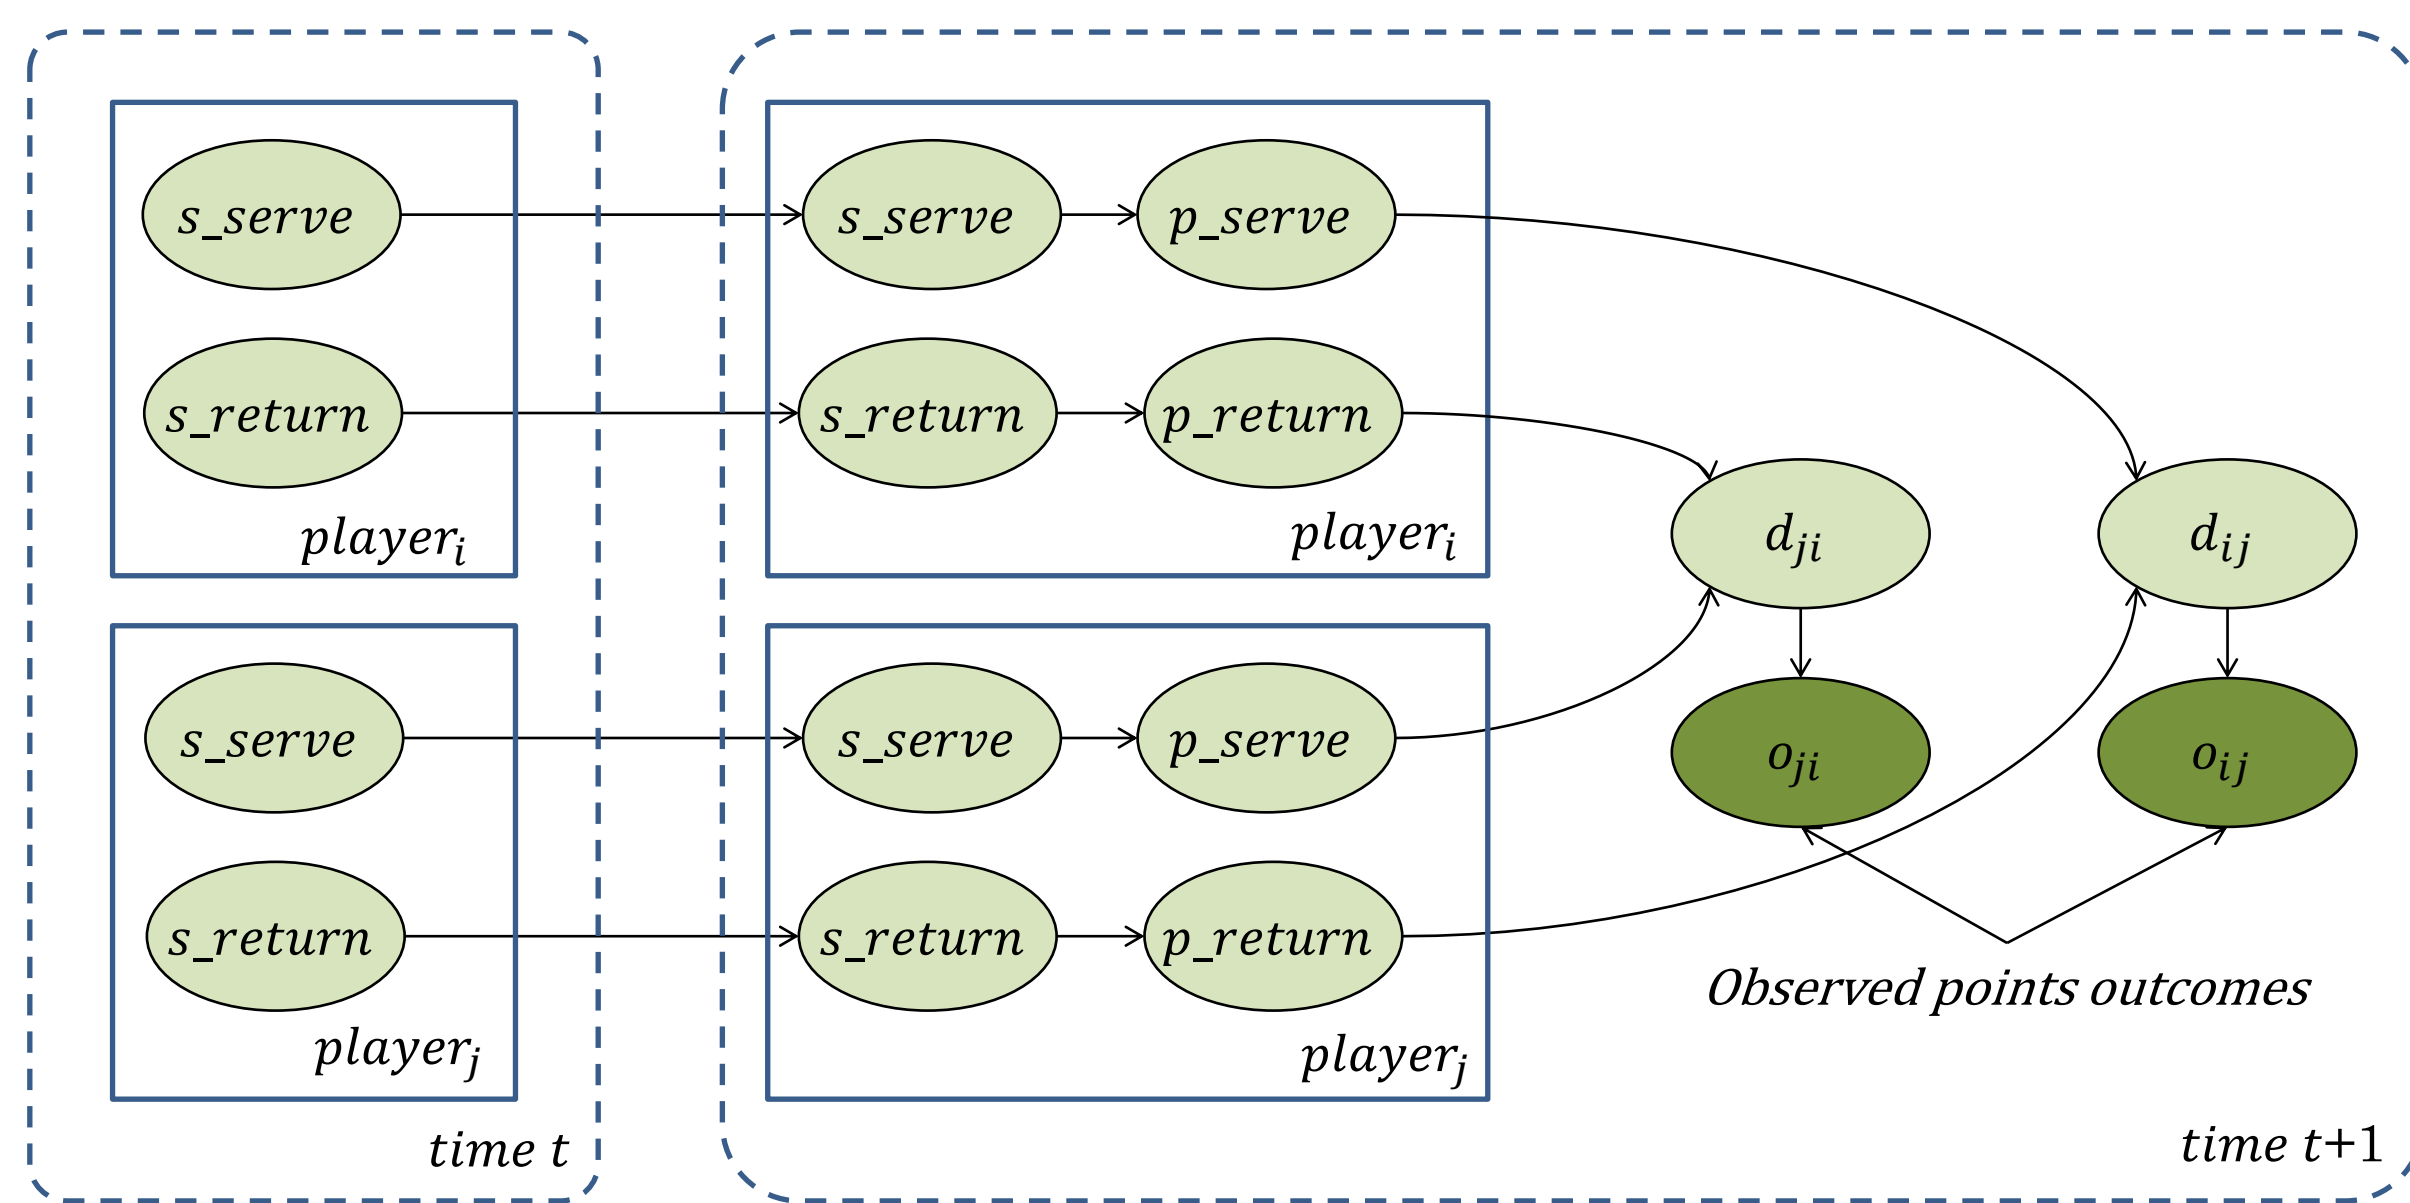 s_serve
s_return
player_i
s_serve
s_return
player_j
time t
s_serve
p_serve
s_return
p_return
player_i
s_serve
p_serve
s_return
p_return
player_j
d_ji
d_ij
o_ji
o_ij
Observed points outcomes
time t+1